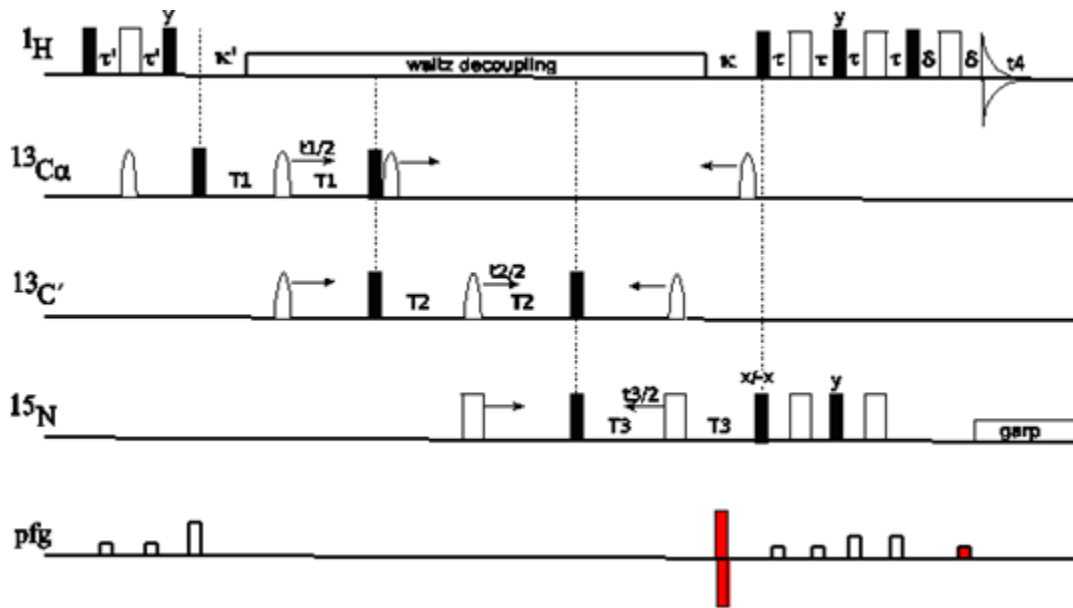 y y
¹H τ' τ' κ' waltz decoupling κ τ τ τ τ δ δ t4
¹³Cα T1 t1/2 T1
¹³C′ T2 t2/2 T2
x/-x y
¹⁵N T3 t3/2 T3 garp
pfg